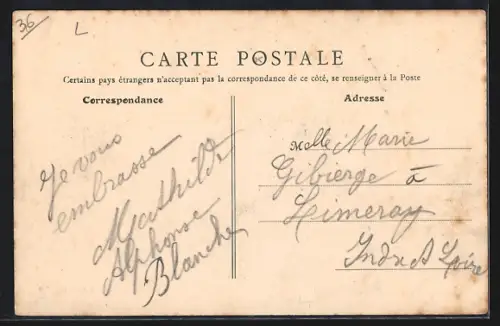 36
L
CARTE POSTALE
Certains pays étrangers n'acceptant pas la correspondance de ce côté, se renseigner à la Poste
Correspondance
Je vous
embrasse
Mathilde
Alphonse
Blanche
Adresse
Melle Marie
Gibierge à
Limeray
Indre et Loire